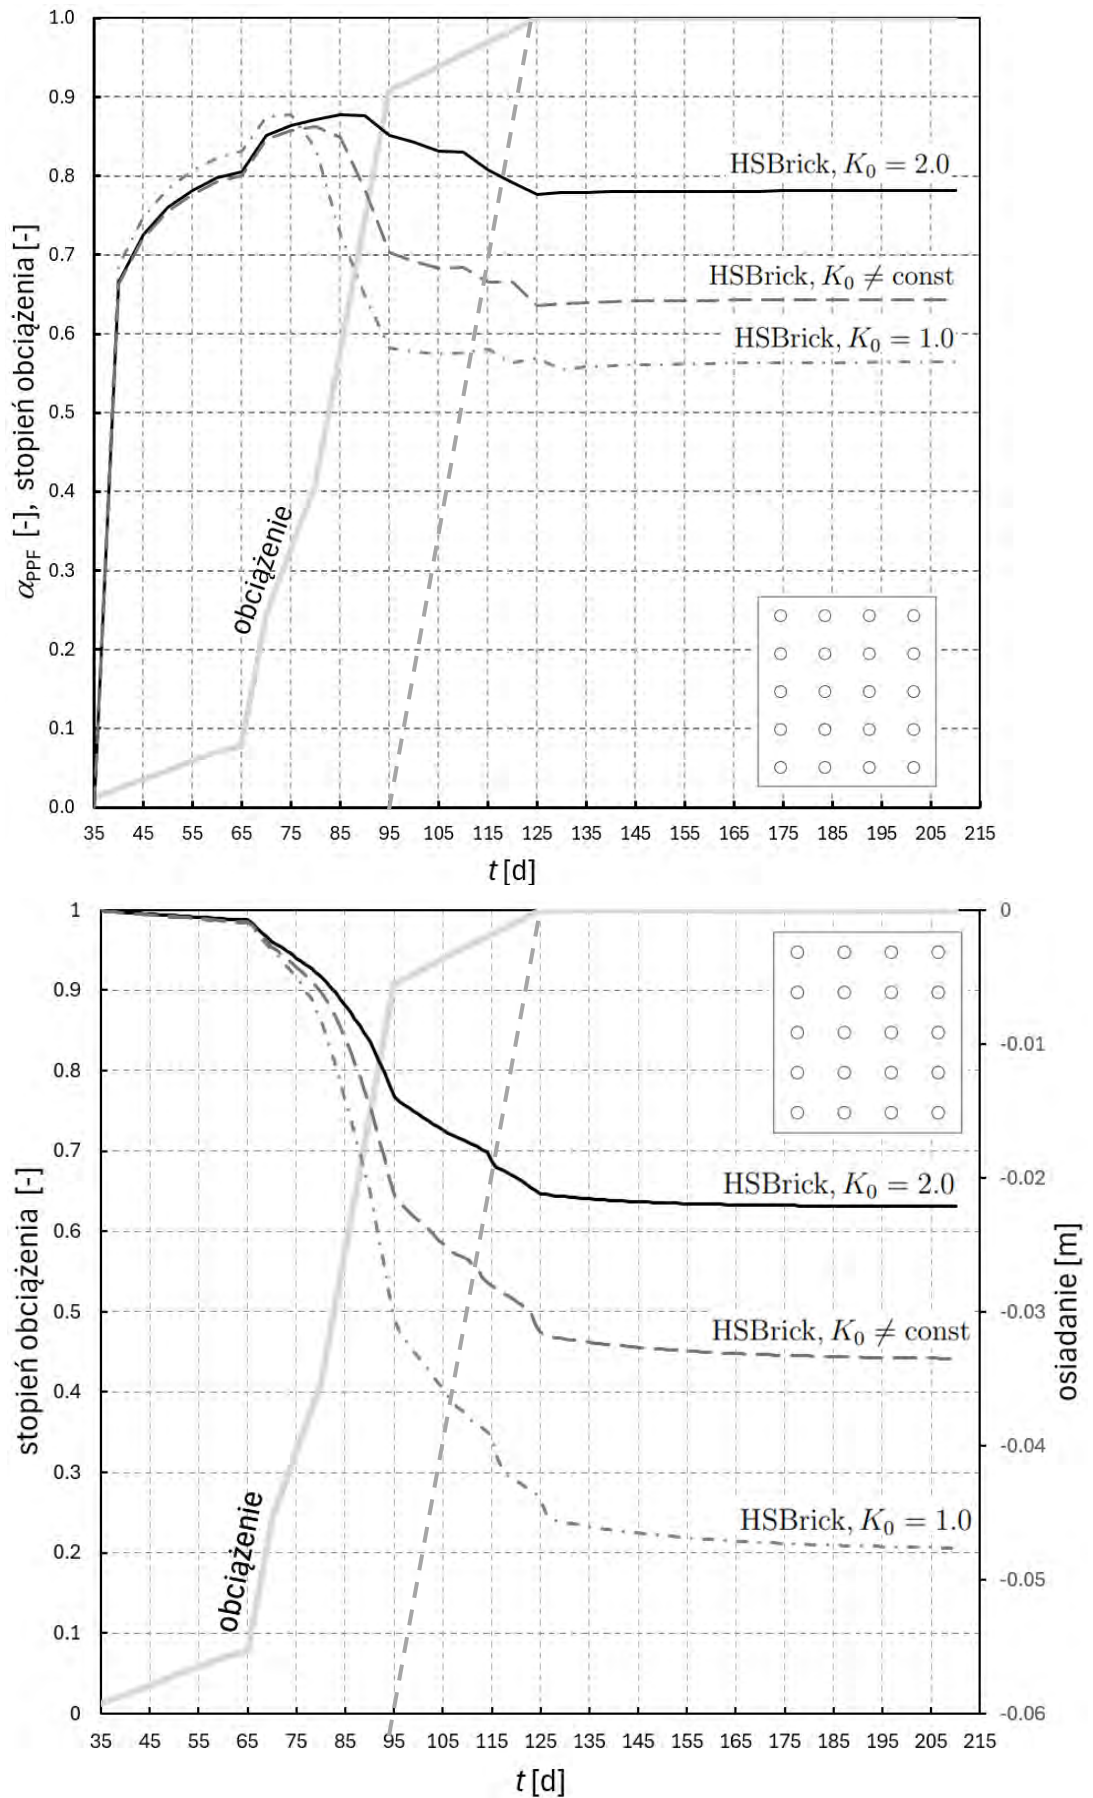 1.0
0.9
0.8
0.7
0.6
0.5
0.4
0.3
0.2
0.1
0.0
α_PPF [-], stopień obciążenia [-]
HSBrick, K₀ = 2.0
HSBrick, K₀ ≠ const
HSBrick, K₀ = 1.0
obciążenie
35 45 55 65 75 85 95 105 115 125 135 145 155 165 175 185 195 205 215
t [d]
1
0.9
0.8
0.7
0.6
0.5
0.4
0.3
0.2
0.1
0
stopień obciążenia [-]
0
-0.01
-0.02
-0.03
-0.04
-0.05
-0.06
osiadanie [m]
HSBrick, K₀ = 2.0
HSBrick, K₀ ≠ const
HSBrick, K₀ = 1.0
obciążenie
35 45 55 65 75 85 95 105 115 125 135 145 155 165 175 185 195 205 215
t [d]